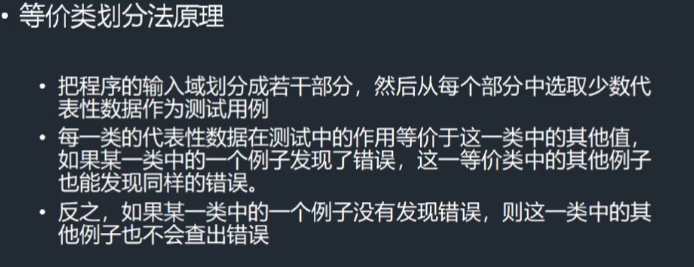 • 等价类划分法原理
• 把程序的输入域划分成若干部分，然后从每个部分中选取少数代
表性数据作为测试用例
• 每一类的代表性数据在测试中的作用等价于这一类中的其他值，
如果某一类中的一个例子发现了错误，这一等价类中的其他例子
也能发现同样的错误。
• 反之，如果某一类中的一个例子没有发现错误，则这一类中的其
他例子也不会查出错误